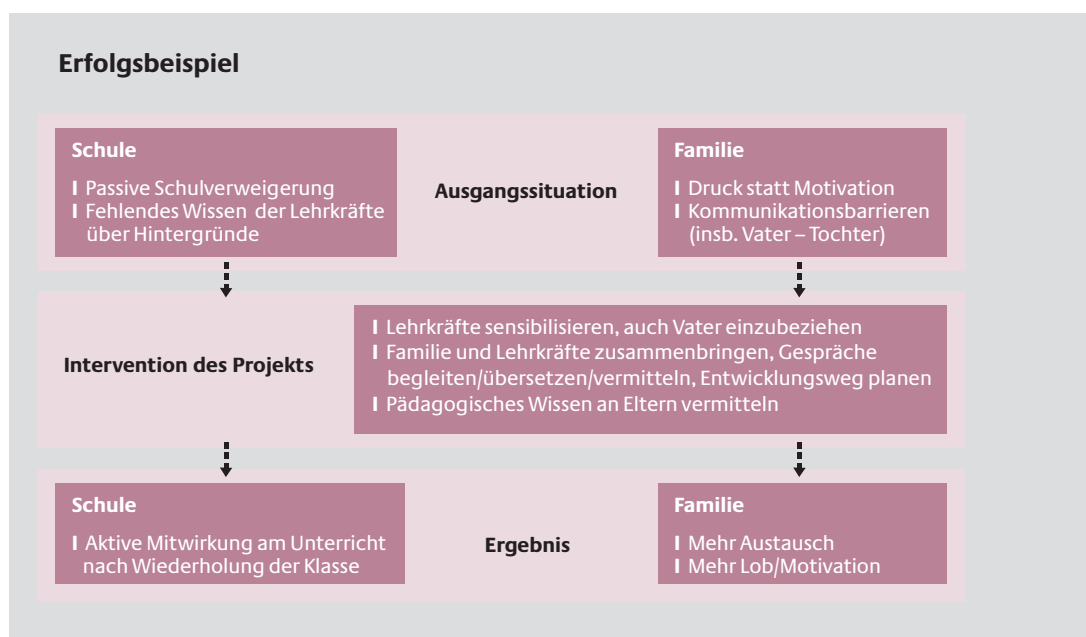 Erfolgsbeispiel
Schule
I Passive Schulverweigerung
I Fehlendes Wissen der Lehrkräfte
über Hintergründe
Ausgangssituation
Familie
I Druck statt Motivation
I Kommunikationsbarrieren
(insb. Vater – Tochter)
Intervention des Projekts
I Lehrkräfte sensibilisieren, auch Vater einzubeziehen
I Familie und Lehrkräfte zusammenbringen, Gespräche
begleiten/übersetzen/vermitteln, Entwicklungsweg planen
I Pädagogisches Wissen an Eltern vermitteln
Schule
I Aktive Mitwirkung am Unterricht
nach Wiederholung der Klasse
Ergebnis
Familie
I Mehr Austausch
I Mehr Lob/Motivation